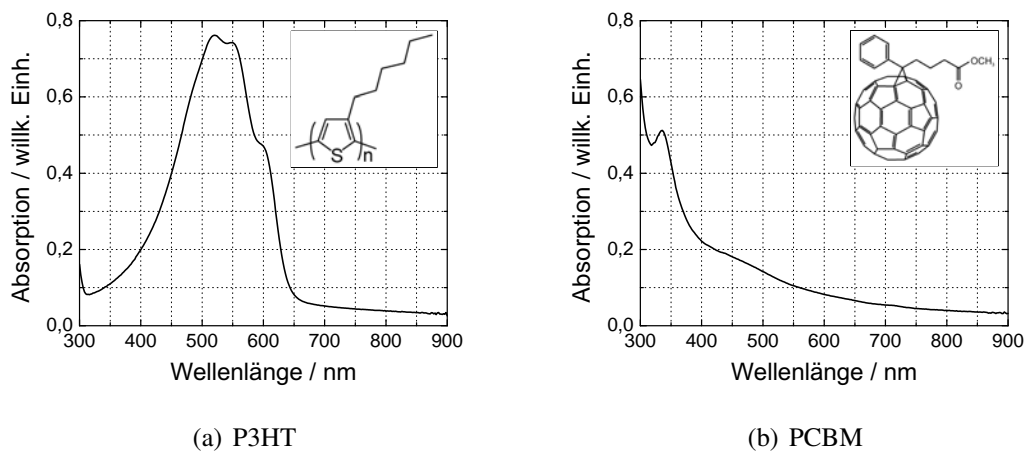 0,8
0,6
0,4
0,2
0,0
Absorption / willk. Einh.
300 400 500 600 700 800 900
Wellenlänge / nm
S
n
(a) P3HT
0,8
0,6
0,4
0,2
0,0
Absorption / willk. Einh.
300 400 500 600 700 800 900
Wellenlänge / nm
OCH₃
O
(b) PCBM